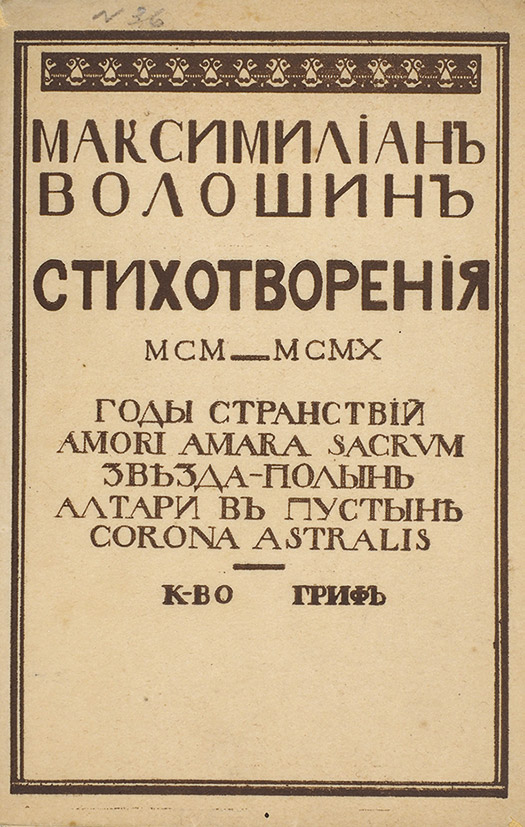 N 36
МАКСИМИЛІАНЪ
ВОЛОШИНЪ
СТИХОТВОРЕНІЯ
MCM—MCMX
ГОДЫ СТРАНСТВІЙ
AMORI AMARA SACRVM
ЗВѢЗДА-ПОЛЫНЬ
АЛТАРИ ВЪ ПУСТЫНѢ
CORONA ASTRALIS
К-ВО ГРИФЪ